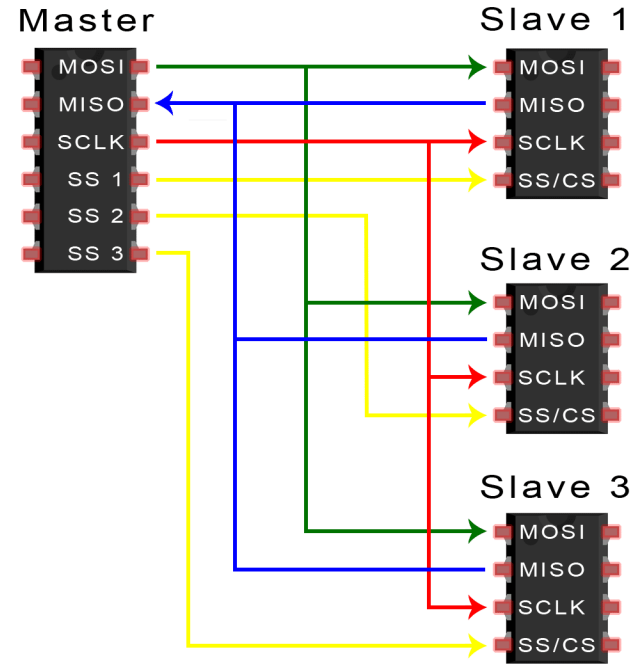 Master
MOSI
MISO
SCLK
SS 1
SS 2
SS 3
Slave 1
MOSI
MISO
SCLK
SS/CS
Slave 2
MOSI
MISO
SCLK
SS/CS
Slave 3
MOSI
MISO
SCLK
SS/CS